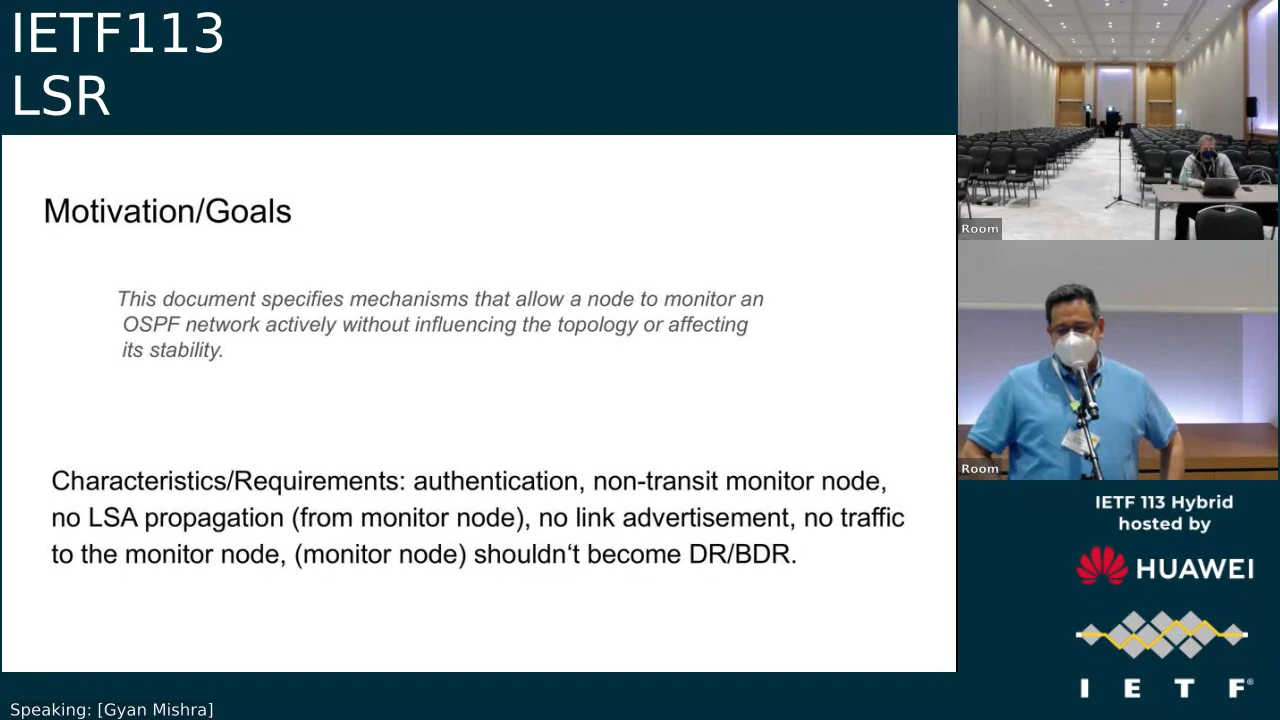 IETF113
LSR
Motivation/Goals
This document specifies mechanisms that allow a node to monitor an
OSPF network actively without influencing the topology or affecting
its stability.
Characteristics/Requirements: authentication, non-transit monitor node,
no LSA propagation (from monitor node), no link advertisement, no traffic
to the monitor node, (monitor node) shouldn‘t become DR/BDR.
Room
Room
IETF 113 Hybrid
hosted by
HUAWEI
I E T F®
Speaking: [Gyan Mishra]